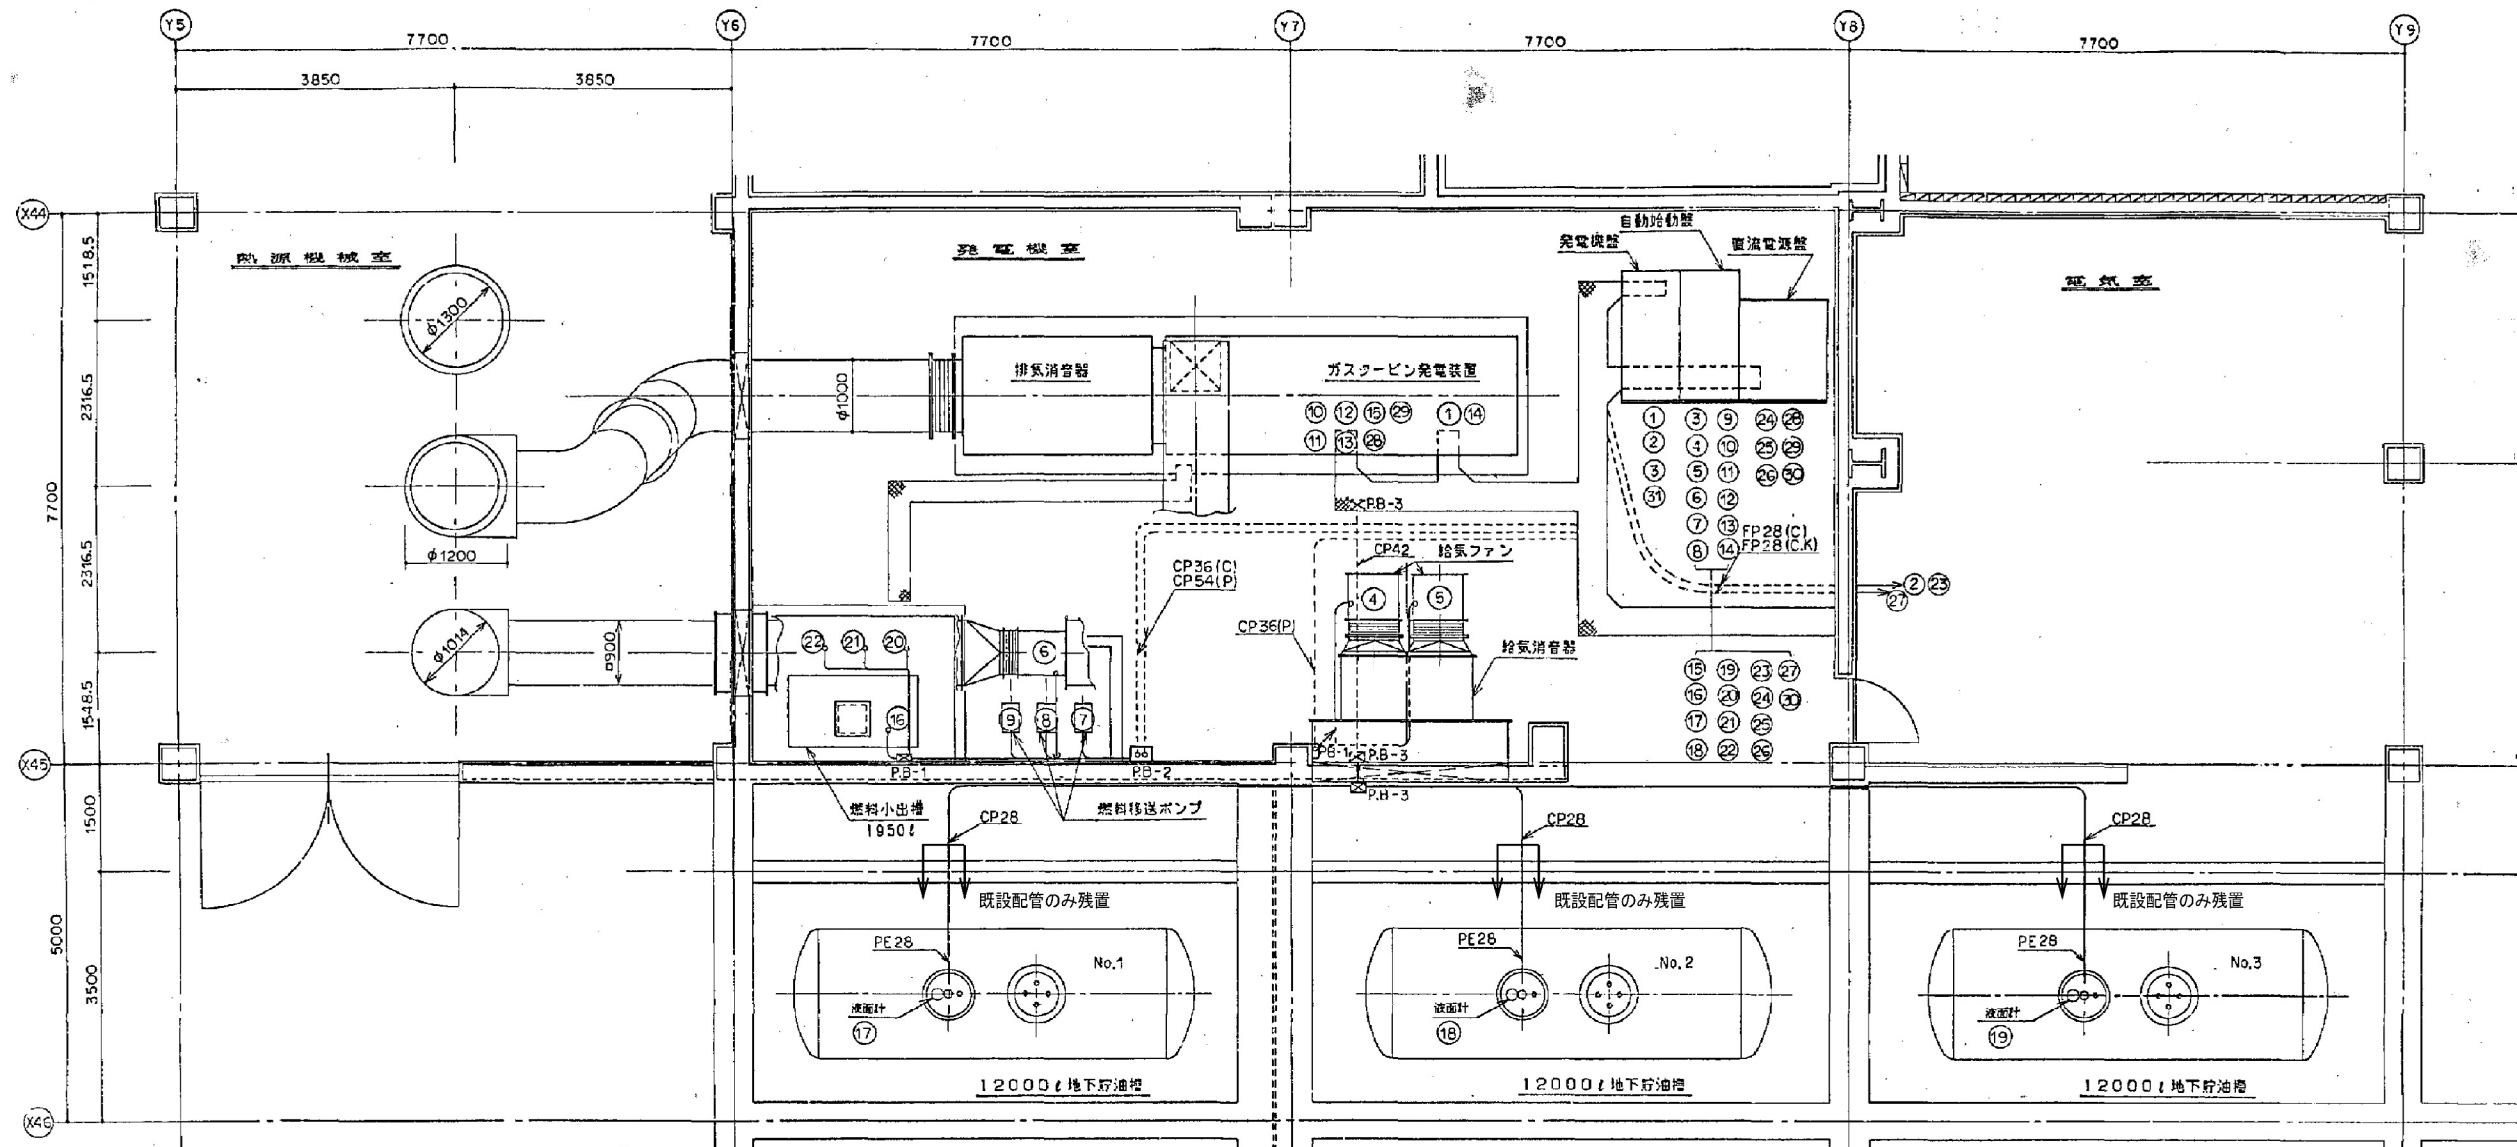 Y5
Y6
Y7
Y8
Y9
7700
7700
7700
7700
3850
3850
X44
X45
X46
1518.5
2316.5
2316.5
1548.5
7700
1500
3500
5000
熱源機械室
発電機室
電気室
発電機盤
自動始動盤
直流電源盤
φ1300
φ1200
φ1014
□900
φ1000
排気消音器
ガスタービン発電装置
⑩ ⑫ ⑮ ㉙ ① ⑭
⑪ ⑬ ㉘
① ③ ⑨ ㉔ ㉘
② ④ ⑩ ㉕ ㉙
③ ⑤ ⑪ ㉖ ㉚
㉛ ⑥ ⑫
⑦ ⑬
⑧ ⑭
FP28(C)
FP28(C.K)
② ㉓
㉗
P.B-3
CP42
給気ファン
CP36(C)
CP54(P)
CP36(P)
④ ⑤
給気消音器
㉒ ㉑ ⑳
⑥
⑯
⑨ ⑧ ⑦
⑮ ⑲ ㉓ ㉗
⑯ ⑳ ㉔ ㉚
⑰ ㉑ ㉕
⑱ ㉒ ㉖
P.B-1
P.B-2
P.B-1
P.B-3
P.B-3
燃料小出槽
1950ℓ
燃料移送ポンプ
CP28
CP28
CP28
既設配管のみ残置
既設配管のみ残置
既設配管のみ残置
PE28
No.1
液面計
⑰
12000ℓ地下貯油槽
PE28
No.2
液面計
⑱
12000ℓ地下貯油槽
PE28
No.3
液面計
⑲
12000ℓ地下貯油槽